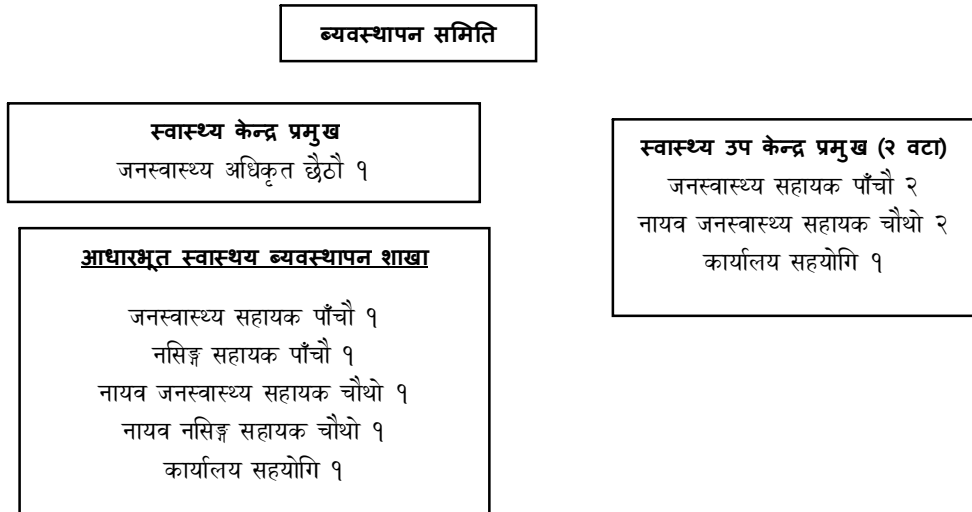 ब्यवस्थापन समिति
स्वास्थ्य केन्द्र प्रमुख
जनस्वास्थ्य अधिकृत छैठौ १
आधारभूत स्वास्थय ब्यवस्थापन शाखा
जनस्वास्थ्य सहायक पाँचौ १
नसिङ्ग सहायक पाँचौ १
नायव जनस्वास्थ्य सहायक चौथो १
नायव नसिङ्ग सहायक चौथो १
कार्यालय सहयोगि १
स्वास्थ्य उप केन्द्र प्रमुख (२ वटा)
जनस्वास्थ्य सहायक पाँचौ २
नायव जनस्वास्थ्य सहायक चौथो २
कार्यालय सहयोगि १